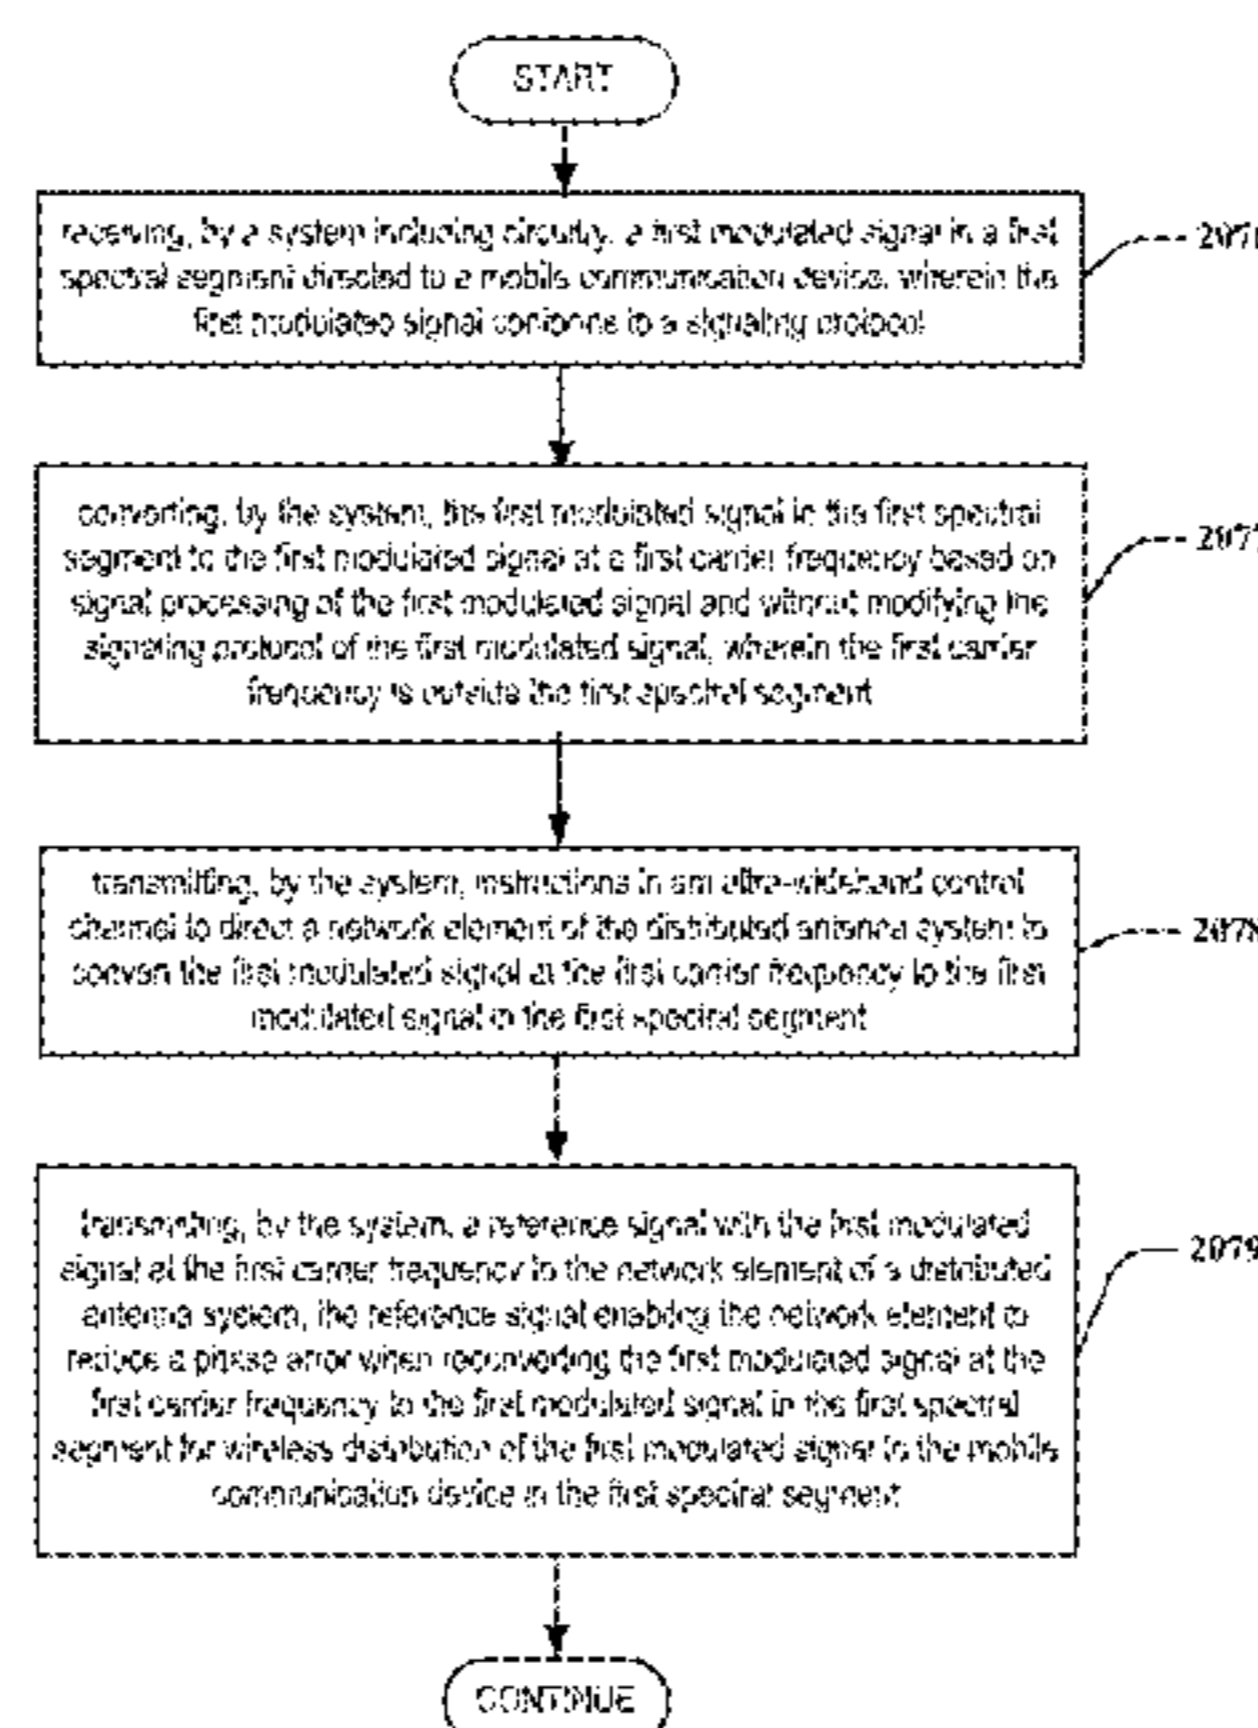 START
receiving, by a system including circuitry, a first modulated signal in a first
spectral segment directed to a mobile communication device, wherein the
first modulated signal conforms to a signaling protocol
207
converting, by the system, the first modulated signal in the first spectral
segment to the first modulated signal at a first carrier frequency based on
signal processing of the first modulated signal and without modifying the
signaling protocol of the first modulated signal, wherein the first carrier
frequency is outside the first spectral segment
2077
transmitting, by the system, instructions in an ultra-wideband control
channel to direct a network element of the distributed antenna system to
convert the first modulated signal at the first carrier frequency to the first
modulated signal in the first spectral segment
2078
transmitting, by the system, a reference signal with the first modulated
signal at the first carrier frequency to the network element of a distributed
antenna system, the reference signal enabling the network element to
reduce a phase error when reconverting the first modulated signal at the
first carrier frequency to the first modulated signal in the first spectral
segment for wireless distribution of the first modulated signal to the mobile
communication device in the first spectral segment
2079
CONTINUE